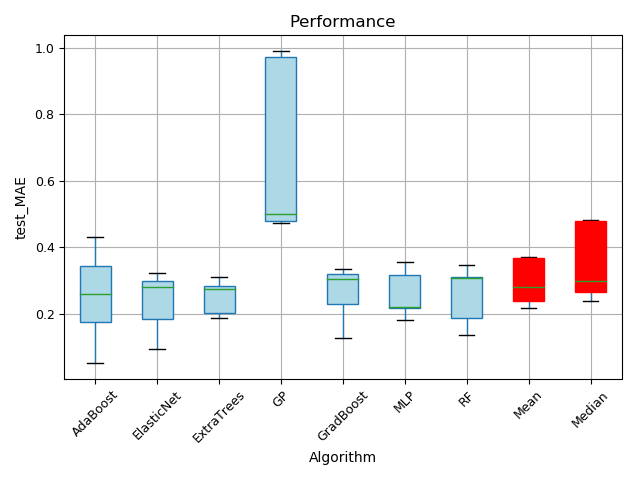 Performance
test_MAE
1.0
0.8
0.6
0.4
0.2
AdaBoost
ElasticNet
ExtraTrees
GP
GradBoost
MLP
RF
Mean
Median
Algorithm